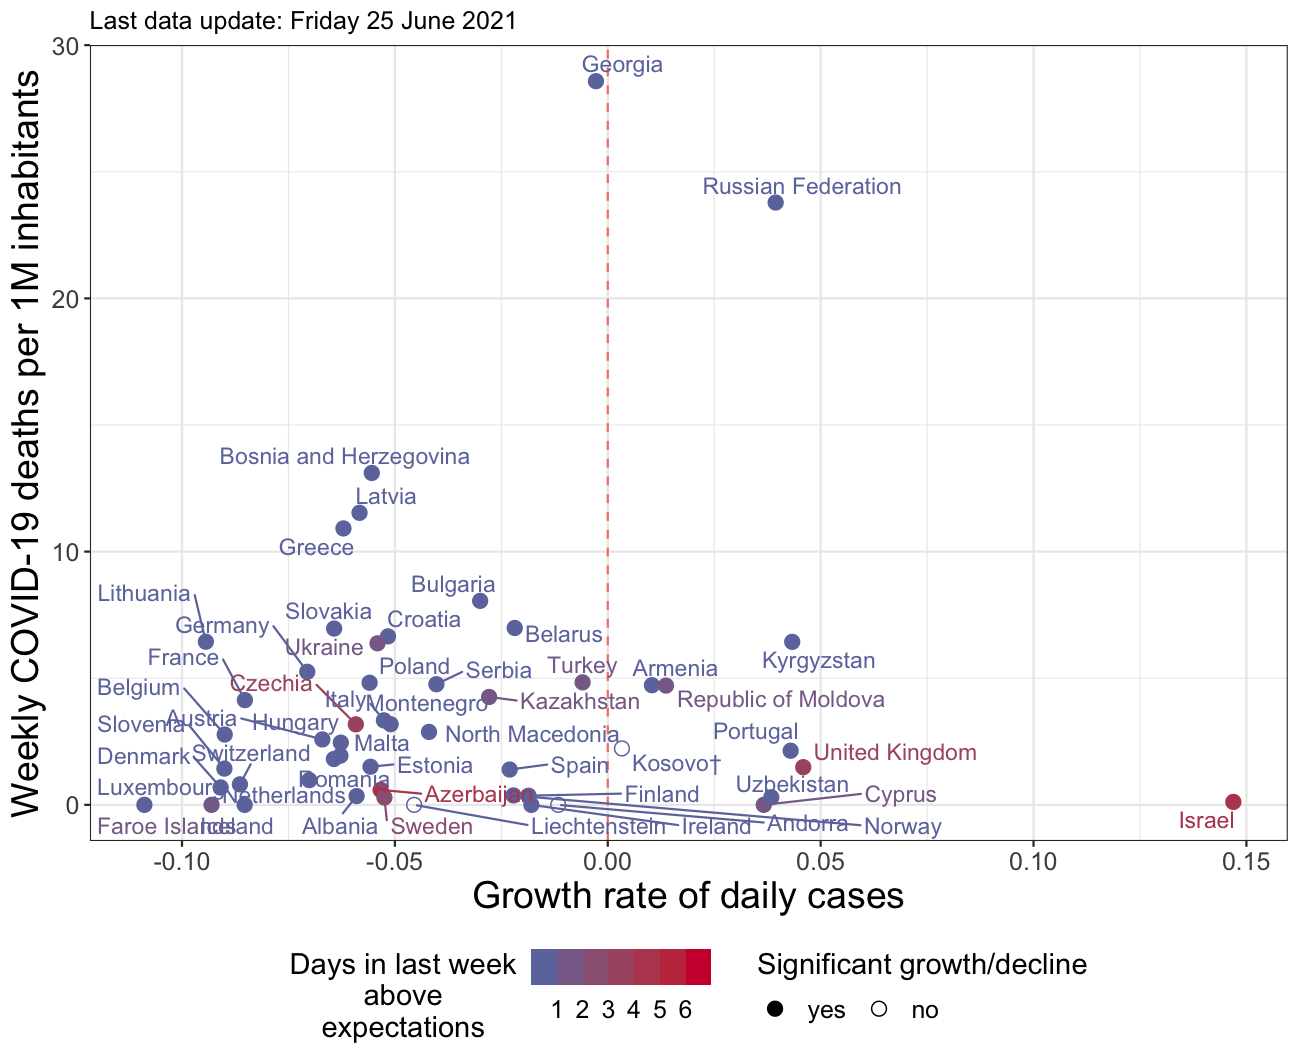 Last data update: Friday 25 June 2021
30
Georgia
Russian Federation
20
Weekly COVID-19 deaths per 1M inhabitants
Bosnia and Herzegovina
Latvia
10
Greece
Bulgaria
Lithuania
Slovakia
Croatia
Germany
Belarus
Ukraine
France
Poland
Serbia
Turkey
Armenia
Kyrgyzstan
Czechia
Belgium
Italy
Montenegro
Kazakhstan
Republic of Moldova
Slovenia
Austria
Hungary
Malta
North Macedonia
Portugal
Denmark
Switzerland
Estonia
Spain
Kosovo†
United Kingdom
Luxembourg
Romania
Netherlands
Azerbaijan
Finland
Uzbekistan
Cyprus
0
Faroe Islands
Iceland
Albania
Sweden
Liechtenstein
Ireland
Andorra
Norway
Israel
-0.10
-0.05
0.00
0.05
0.10
0.15
Growth rate of daily cases
Days in last week
above
expectations
1 2 3 4 5 6
Significant growth/decline
yes
no